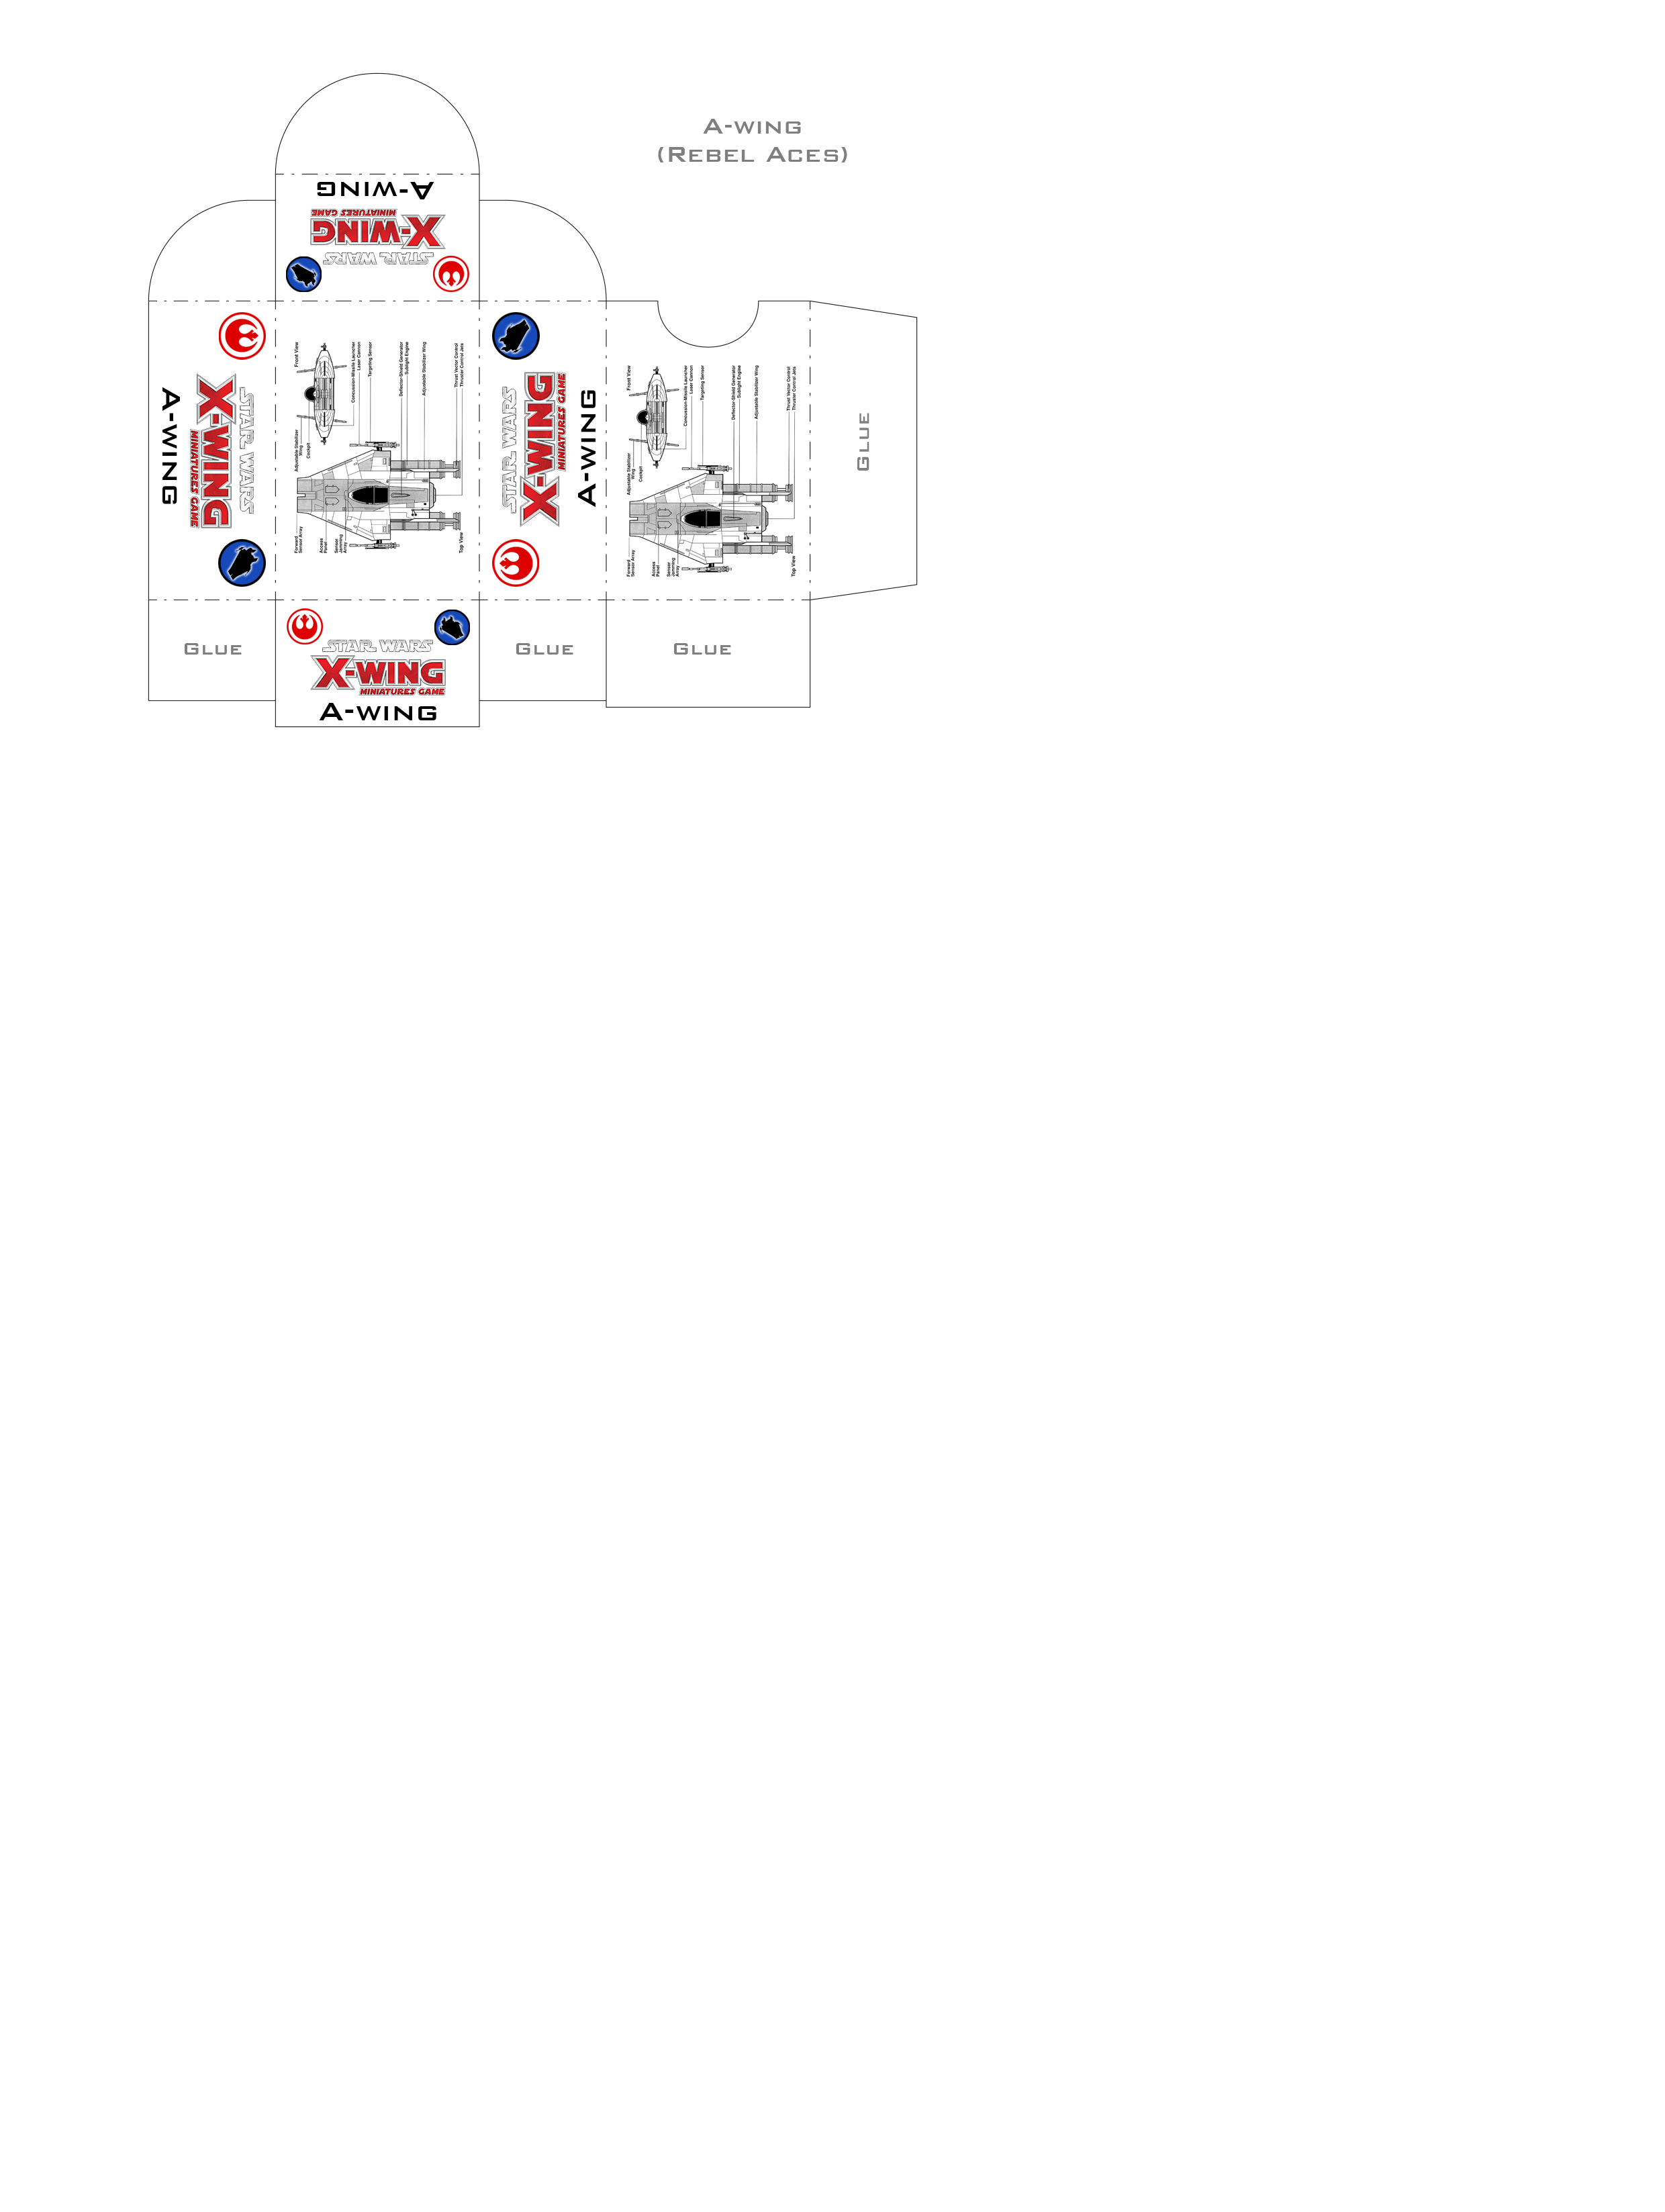 A-WING
(REBEL ACES)
A-WING
STAR WARS
X-WING
MINIATURES GAME
STAR WARS
X-WING
MINIATURES GAME
A-WING
Front View
Concussion-Missile Launcher
Laser Cannon
Targeting Sensor
Deflector-Shield Generator
Sublight Engine
Adjustable Stabilizer Wing
Thrust Vector Control
Thruster Control Jets
Adjustable Stabilizer
Wing
Cockpit
Forward
Sensor Array
Access
Panel
Sensor
Jamming
Array
Top View
STAR WARS
X-WING
MINIATURES GAME
A-WING
Front View
Concussion-Missile Launcher
Laser Cannon
Targeting Sensor
Deflector-Shield Generator
Sublight Engine
Adjustable Stabilizer Wing
Thrust Vector Control
Thruster Control Jets
Adjustable Stabilizer
Wing
Cockpit
Forward
Sensor Array
Access
Panel
Sensor
Jamming
Array
Top View
GLUE
GLUE
STAR WARS
X-WING
MINIATURES GAME
A-WING
GLUE
GLUE